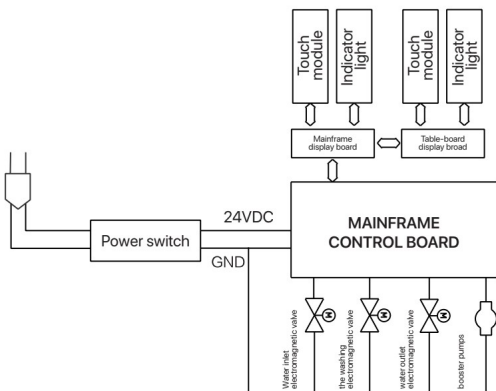 Touch
module
Indicator
light
Touch
module
Indicator
light
Mainframe
display board
Table-board
display broad
24VDC
Power switch
GND
MAINFRAME
CONTROL BOARD
Water inlet
electromagnetic valve
M
the washing
electromagnetic valve
M
water outlet
electromagnetic valve
M
booster pumps